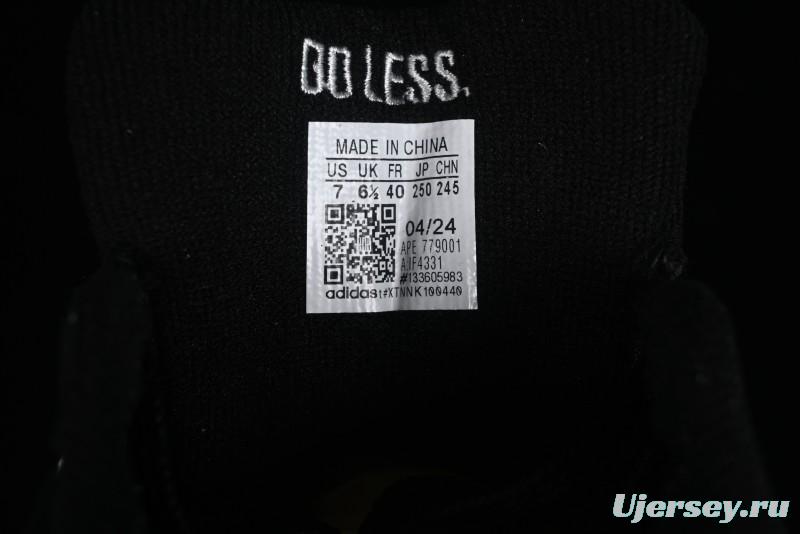 DO LESS.
MADE IN CHINA
US UK FR JP CHN
7 6½ 40 250 245
04/24
APE 779001
A.IF4331
#133605983
adidas t#XTNNK100440
Ujersey.ru